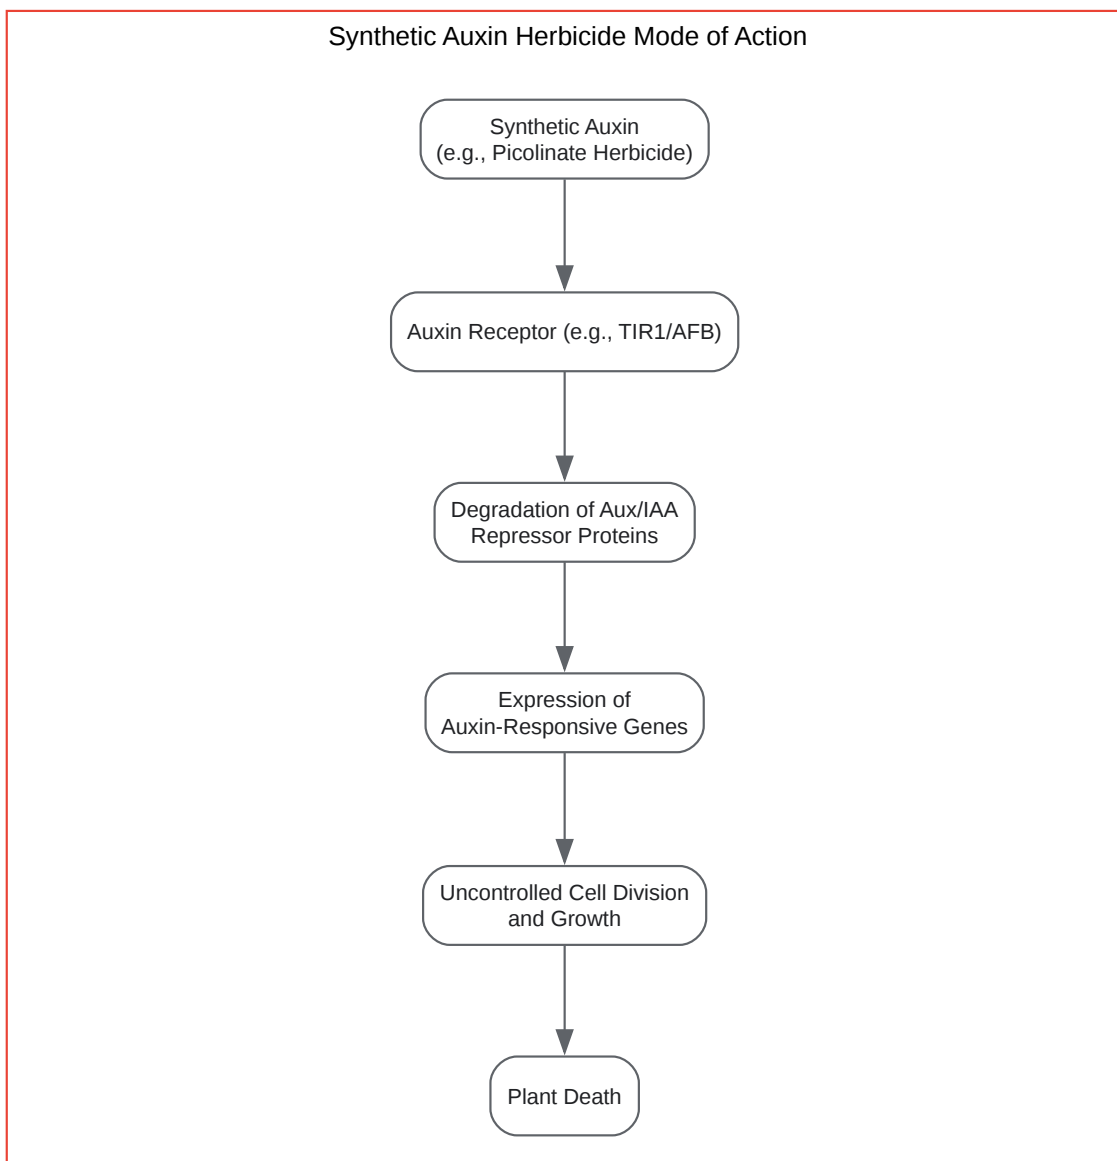 Synthetic Auxin Herbicide Mode of Action
Synthetic Auxin
(e.g., Picolinate Herbicide)
Auxin Receptor (e.g., TIR1/AFB)
Degradation of Aux/IAA
Repressor Proteins
Expression of
Auxin-Responsive Genes
Uncontrolled Cell Division
and Growth
Plant Death